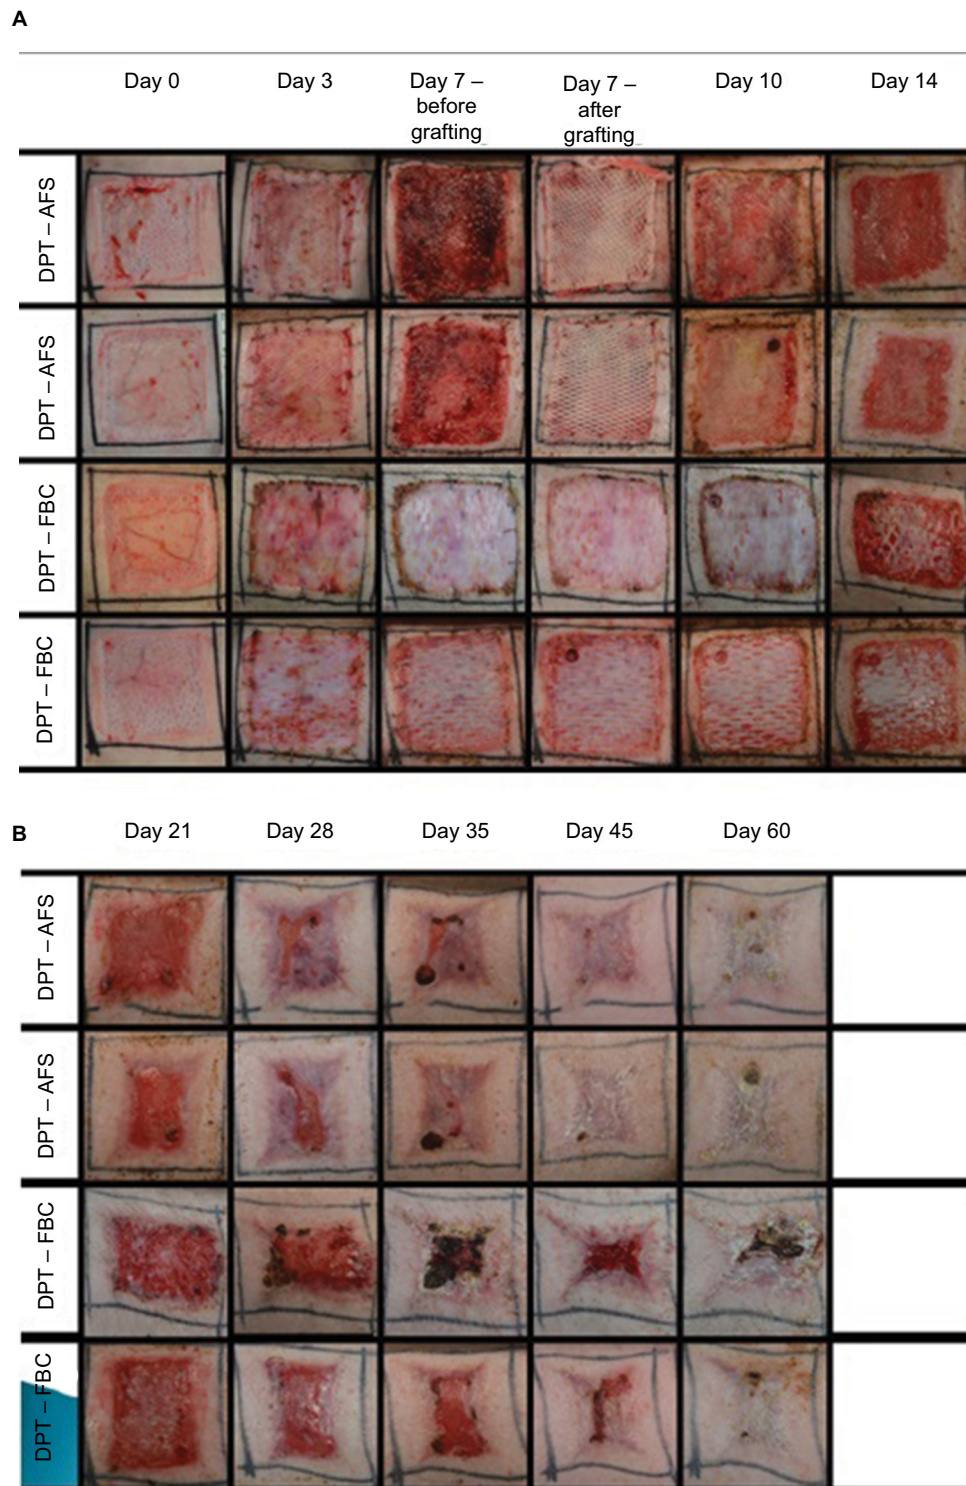 A
Day 0
Day 3
Day 7 –
before
grafting
Day 7 –
after
grafting
Day 10
Day 14
DPT – AFS
DPT – AFS
DPT – FBC
DPT – FBC
B
Day 21
Day 28
Day 35
Day 45
Day 60
DPT – AFS
DPT – AFS
DPT – FBC
DPT – FBC